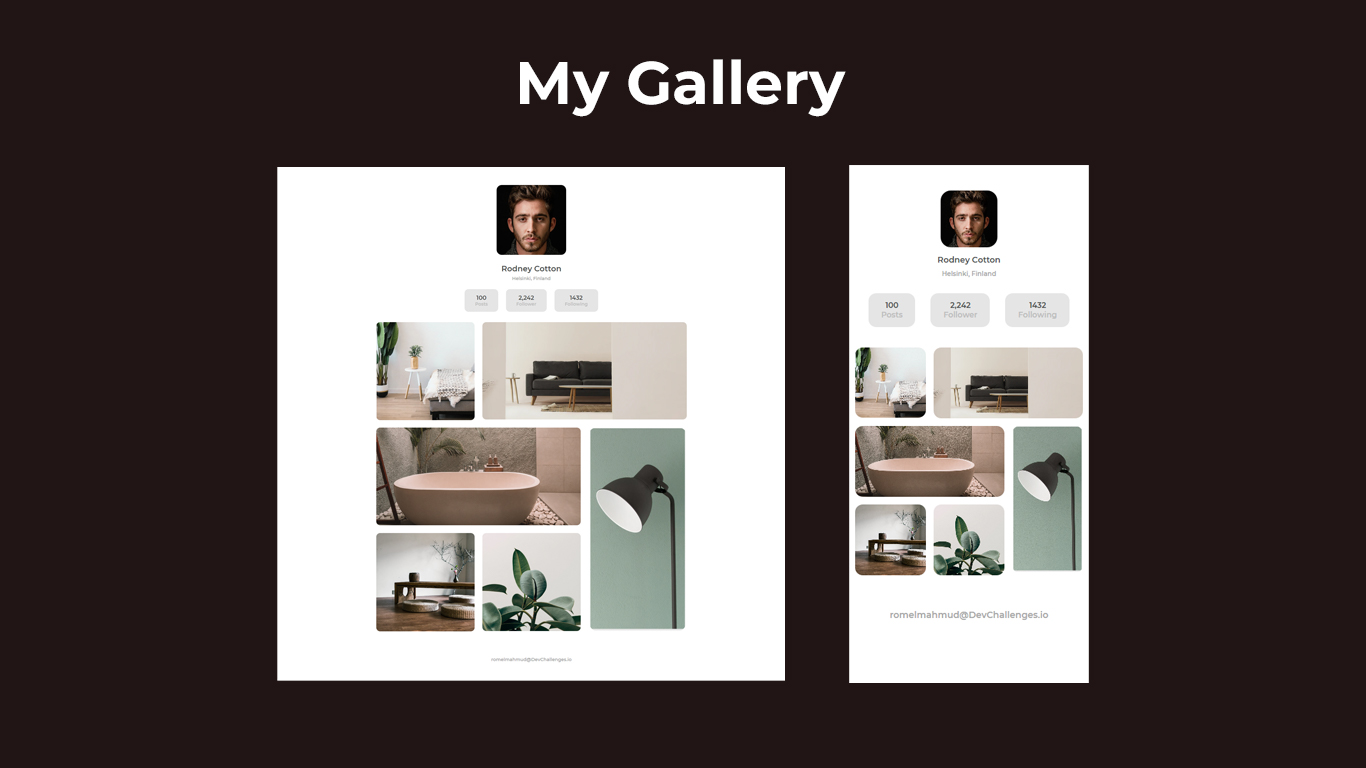 My Gallery
Rodney Cotton
Helsinki, Finland
100 2,242 1432
Posts Follower Following
romelmahmud@DevChallenges.io
Rodney Cotton
Helsinki, Finland
100 2,242 1432
Posts Follower Following
romelmahmud@DevChallenges.io